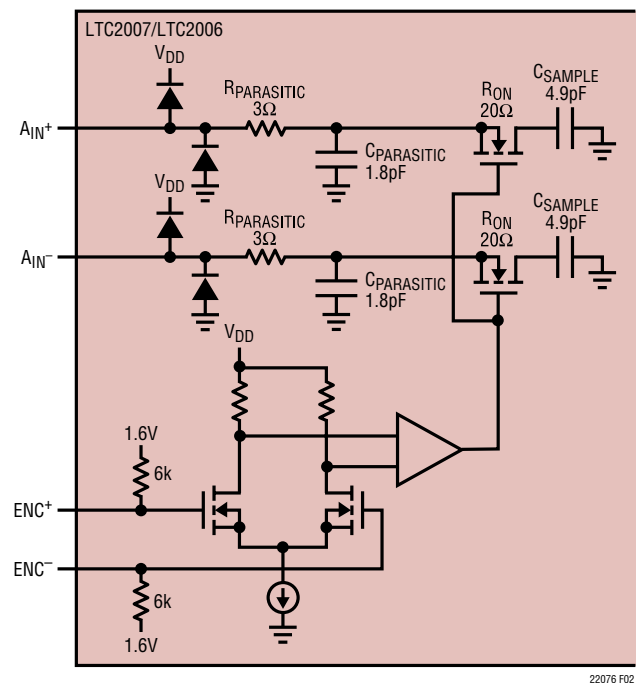 LTC2007/LTC2006
VDD
RPARASITIC
3Ω
RON
20Ω
CSAMPLE
4.9pF
AIN+
CPARASITIC
1.8pF
VDD
RPARASITIC
3Ω
RON
20Ω
CSAMPLE
4.9pF
AIN–
CPARASITIC
1.8pF
VDD
1.6V
6k
ENC+
ENC–
6k
1.6V
22076 F02